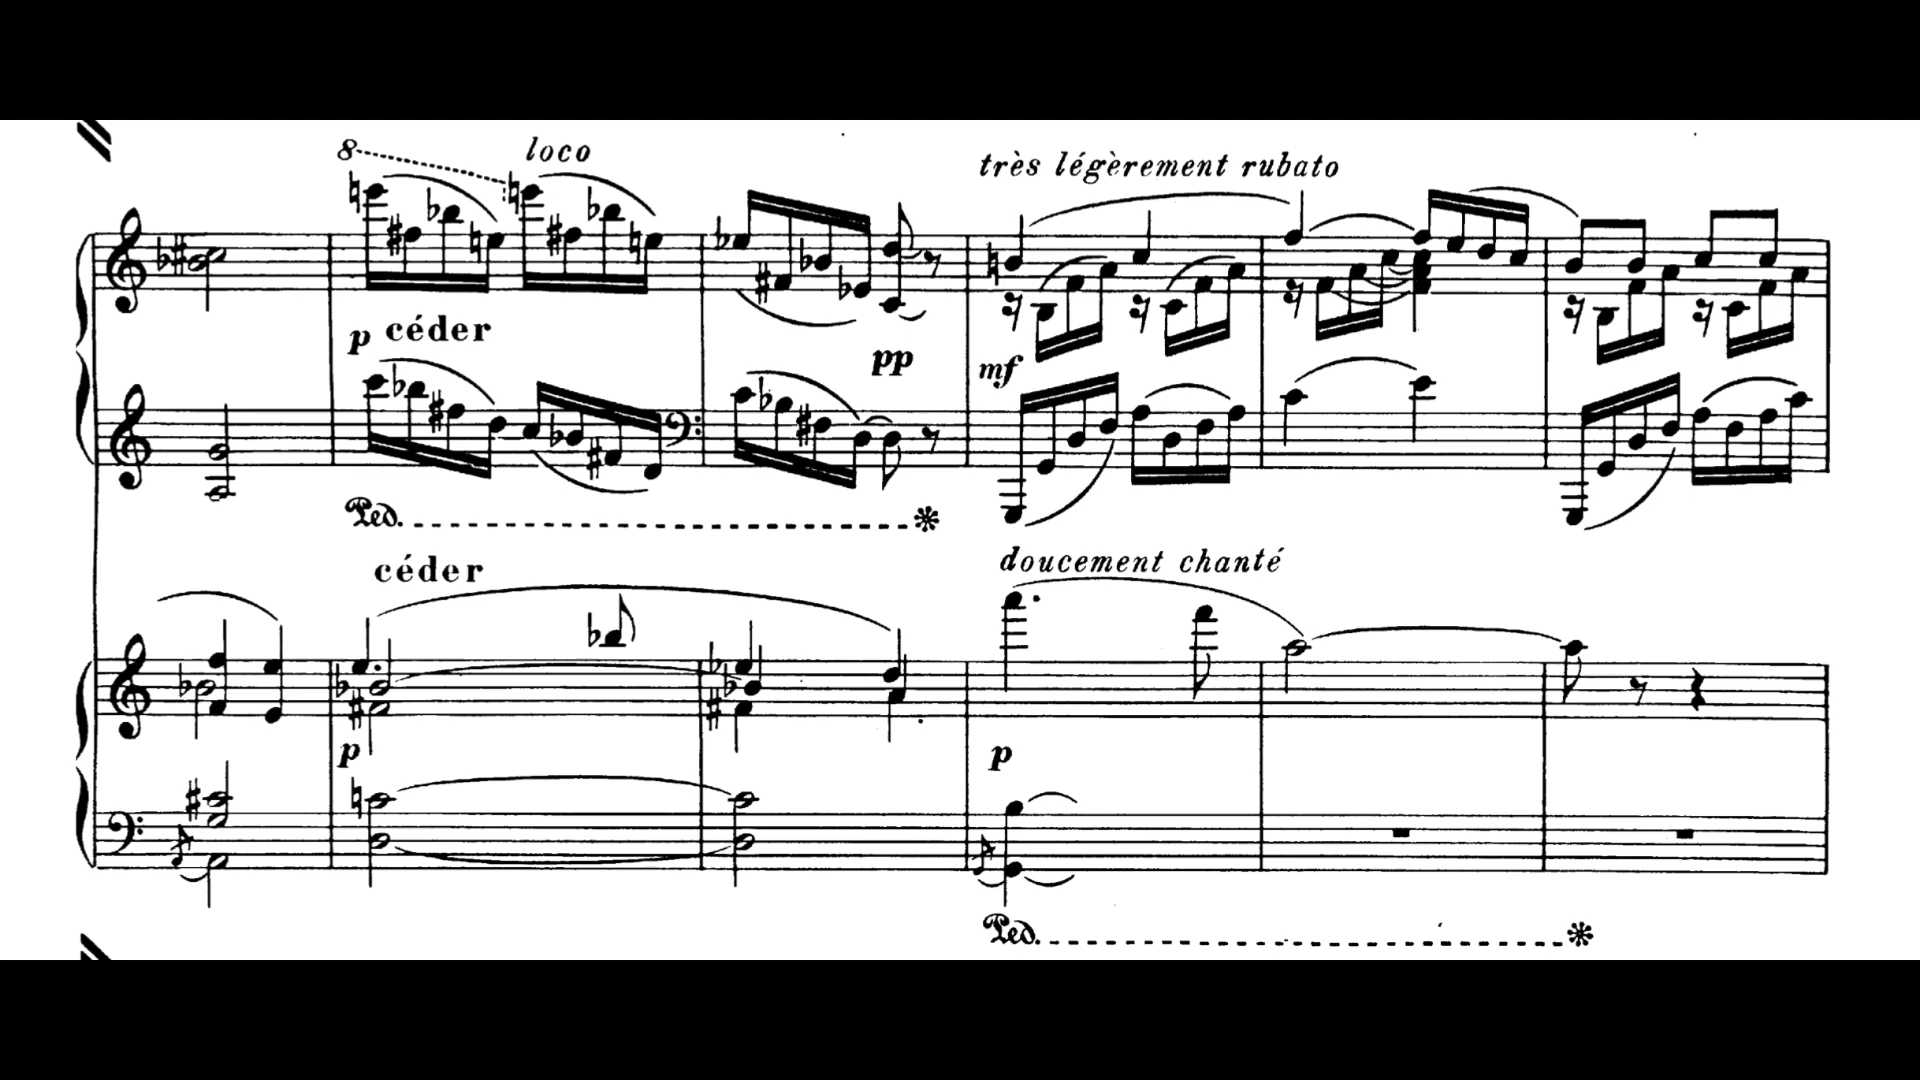 8 loco
très légèrement rubato
p céder
pp
mf
Ped.
céder
doucement chanté
p
p
Ped.